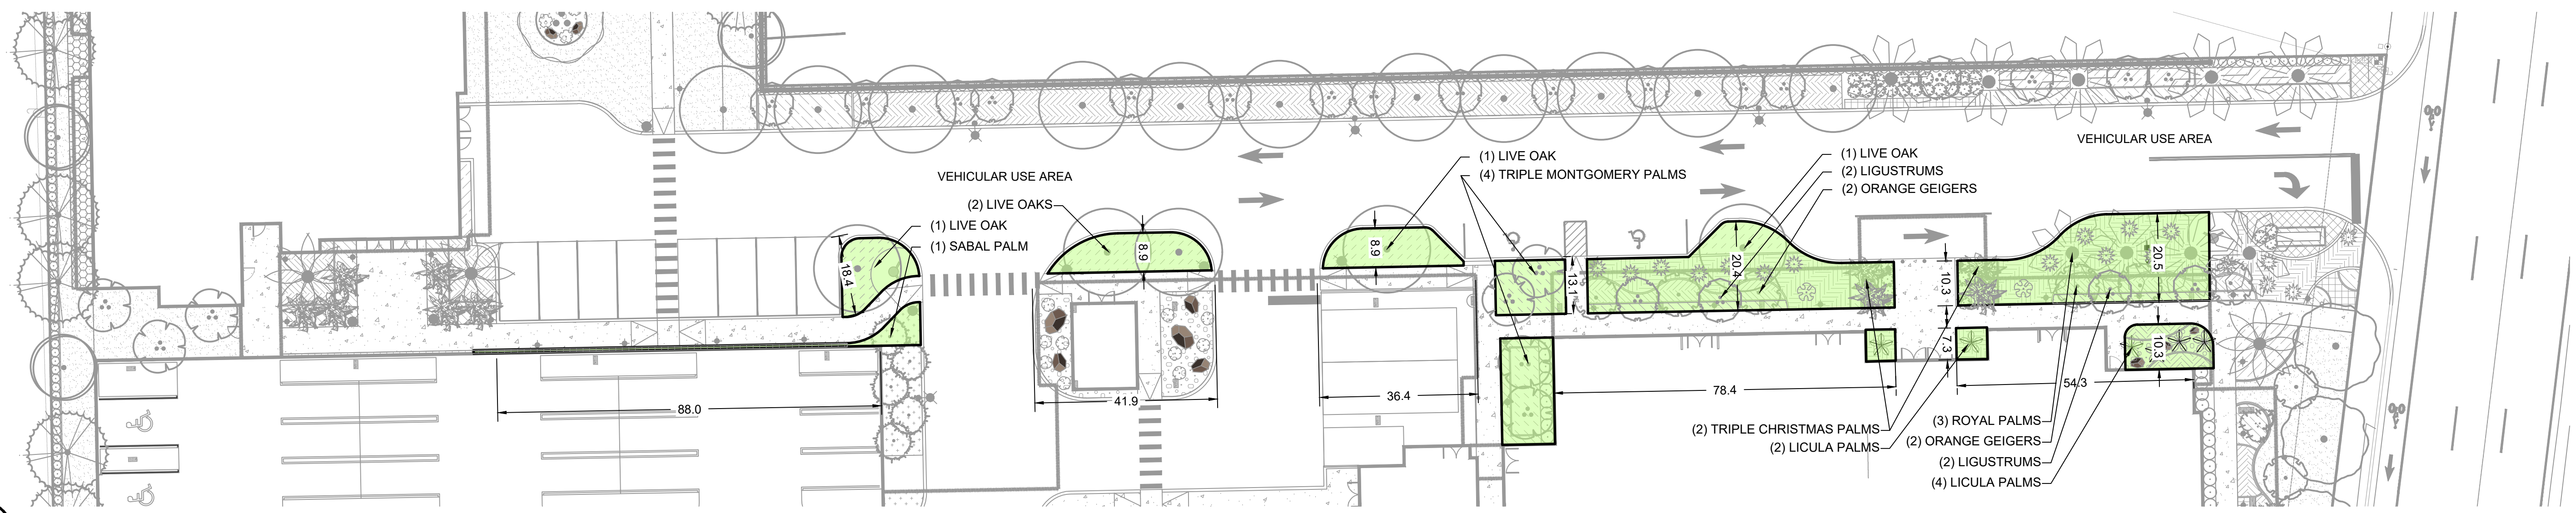 VEHICULAR USE AREA
VEHICULAR USE AREA
(2) LIVE OAKS
(1) LIVE OAK
(1) SABAL PALM
(1) LIVE OAK
(4) TRIPLE MONTGOMERY PALMS
(1) LIVE OAK
(2) LIGUSTRUMS
(2) ORANGE GEIGERS
18.4
8.9
8.9
13.1
20.4
10.3
20.5
7.3
10.3
88.0
41.9
36.4
78.4
54.3
(2) TRIPLE CHRISTMAS PALMS
(2) LICULA PALMS
(3) ROYAL PALMS
(2) ORANGE GEIGERS
(2) LIGUSTRUMS
(4) LICULA PALMS